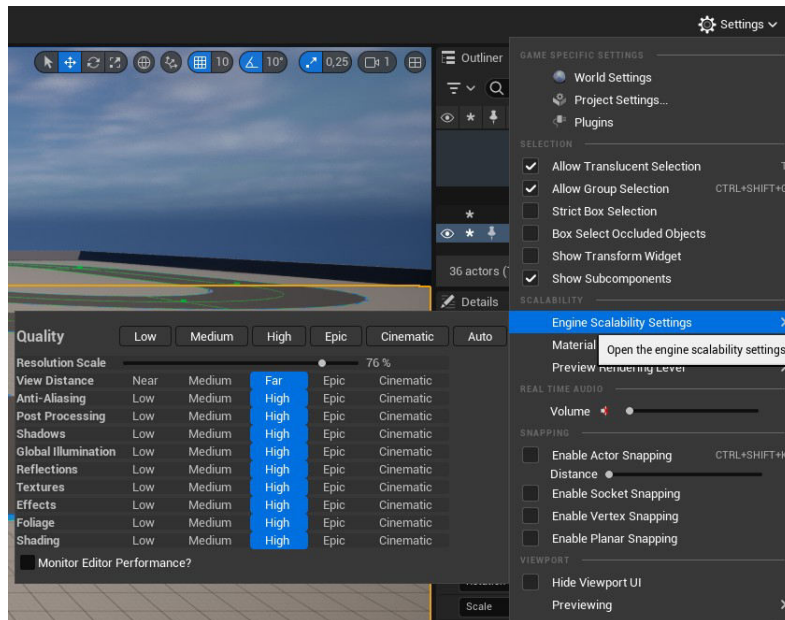 Settings
10
10°
0,25
1
Outliner
36 actors (
Details
Scale
GAME SPECIFIC SETTINGS
World Settings
Project Settings...
Plugins
SELECTION
Allow Translucent Selection T
Allow Group Selection CTRL+SHIFT+G
Strict Box Selection
Box Select Occluded Objects
Show Transform Widget
Show Subcomponents
SCALABILITY
Engine Scalability Settings
Material
Open the engine scalability settings
Preview Rendering Level
REAL TIME AUDIO
Volume
SNAPPING
Enable Actor Snapping CTRL+SHIFT+K
Distance
Enable Socket Snapping
Enable Vertex Snapping
Enable Planar Snapping
VIEWPORT
Hide Viewport UI
Previewing
Quality Low Medium High Epic Cinematic Auto
Resolution Scale 76 %
View Distance Near Medium Far Epic Cinematic
Anti-Aliasing Low Medium High Epic Cinematic
Post Processing Low Medium High Epic Cinematic
Shadows Low Medium High Epic Cinematic
Global Illumination Low Medium High Epic Cinematic
Reflections Low Medium High Epic Cinematic
Textures Low Medium High Epic Cinematic
Effects Low Medium High Epic Cinematic
Foliage Low Medium High Epic Cinematic
Shading Low Medium High Epic Cinematic
Monitor Editor Performance?